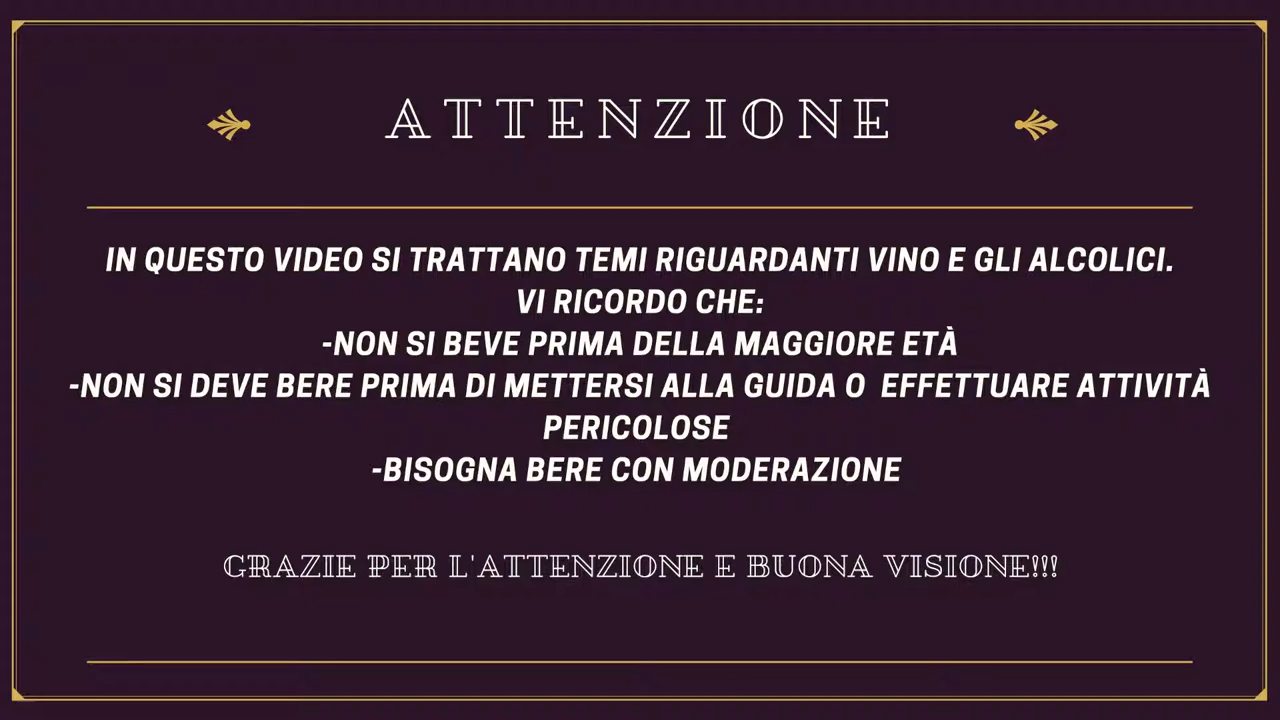 ATTENZIONE
IN QUESTO VIDEO SI TRATTANO TEMI RIGUARDANTI VINO E GLI ALCOLICI.
VI RICORDO CHE:
-NON SI BEVE PRIMA DELLA MAGGIORE ETÀ
-NON SI DEVE BERE PRIMA DI METTERSI ALLA GUIDA O EFFETTUARE ATTIVITÀ
PERICOLOSE
-BISOGNA BERE CON MODERAZIONE
GRAZIE PER L'ATTENZIONE E BUONA VISIONE!!!